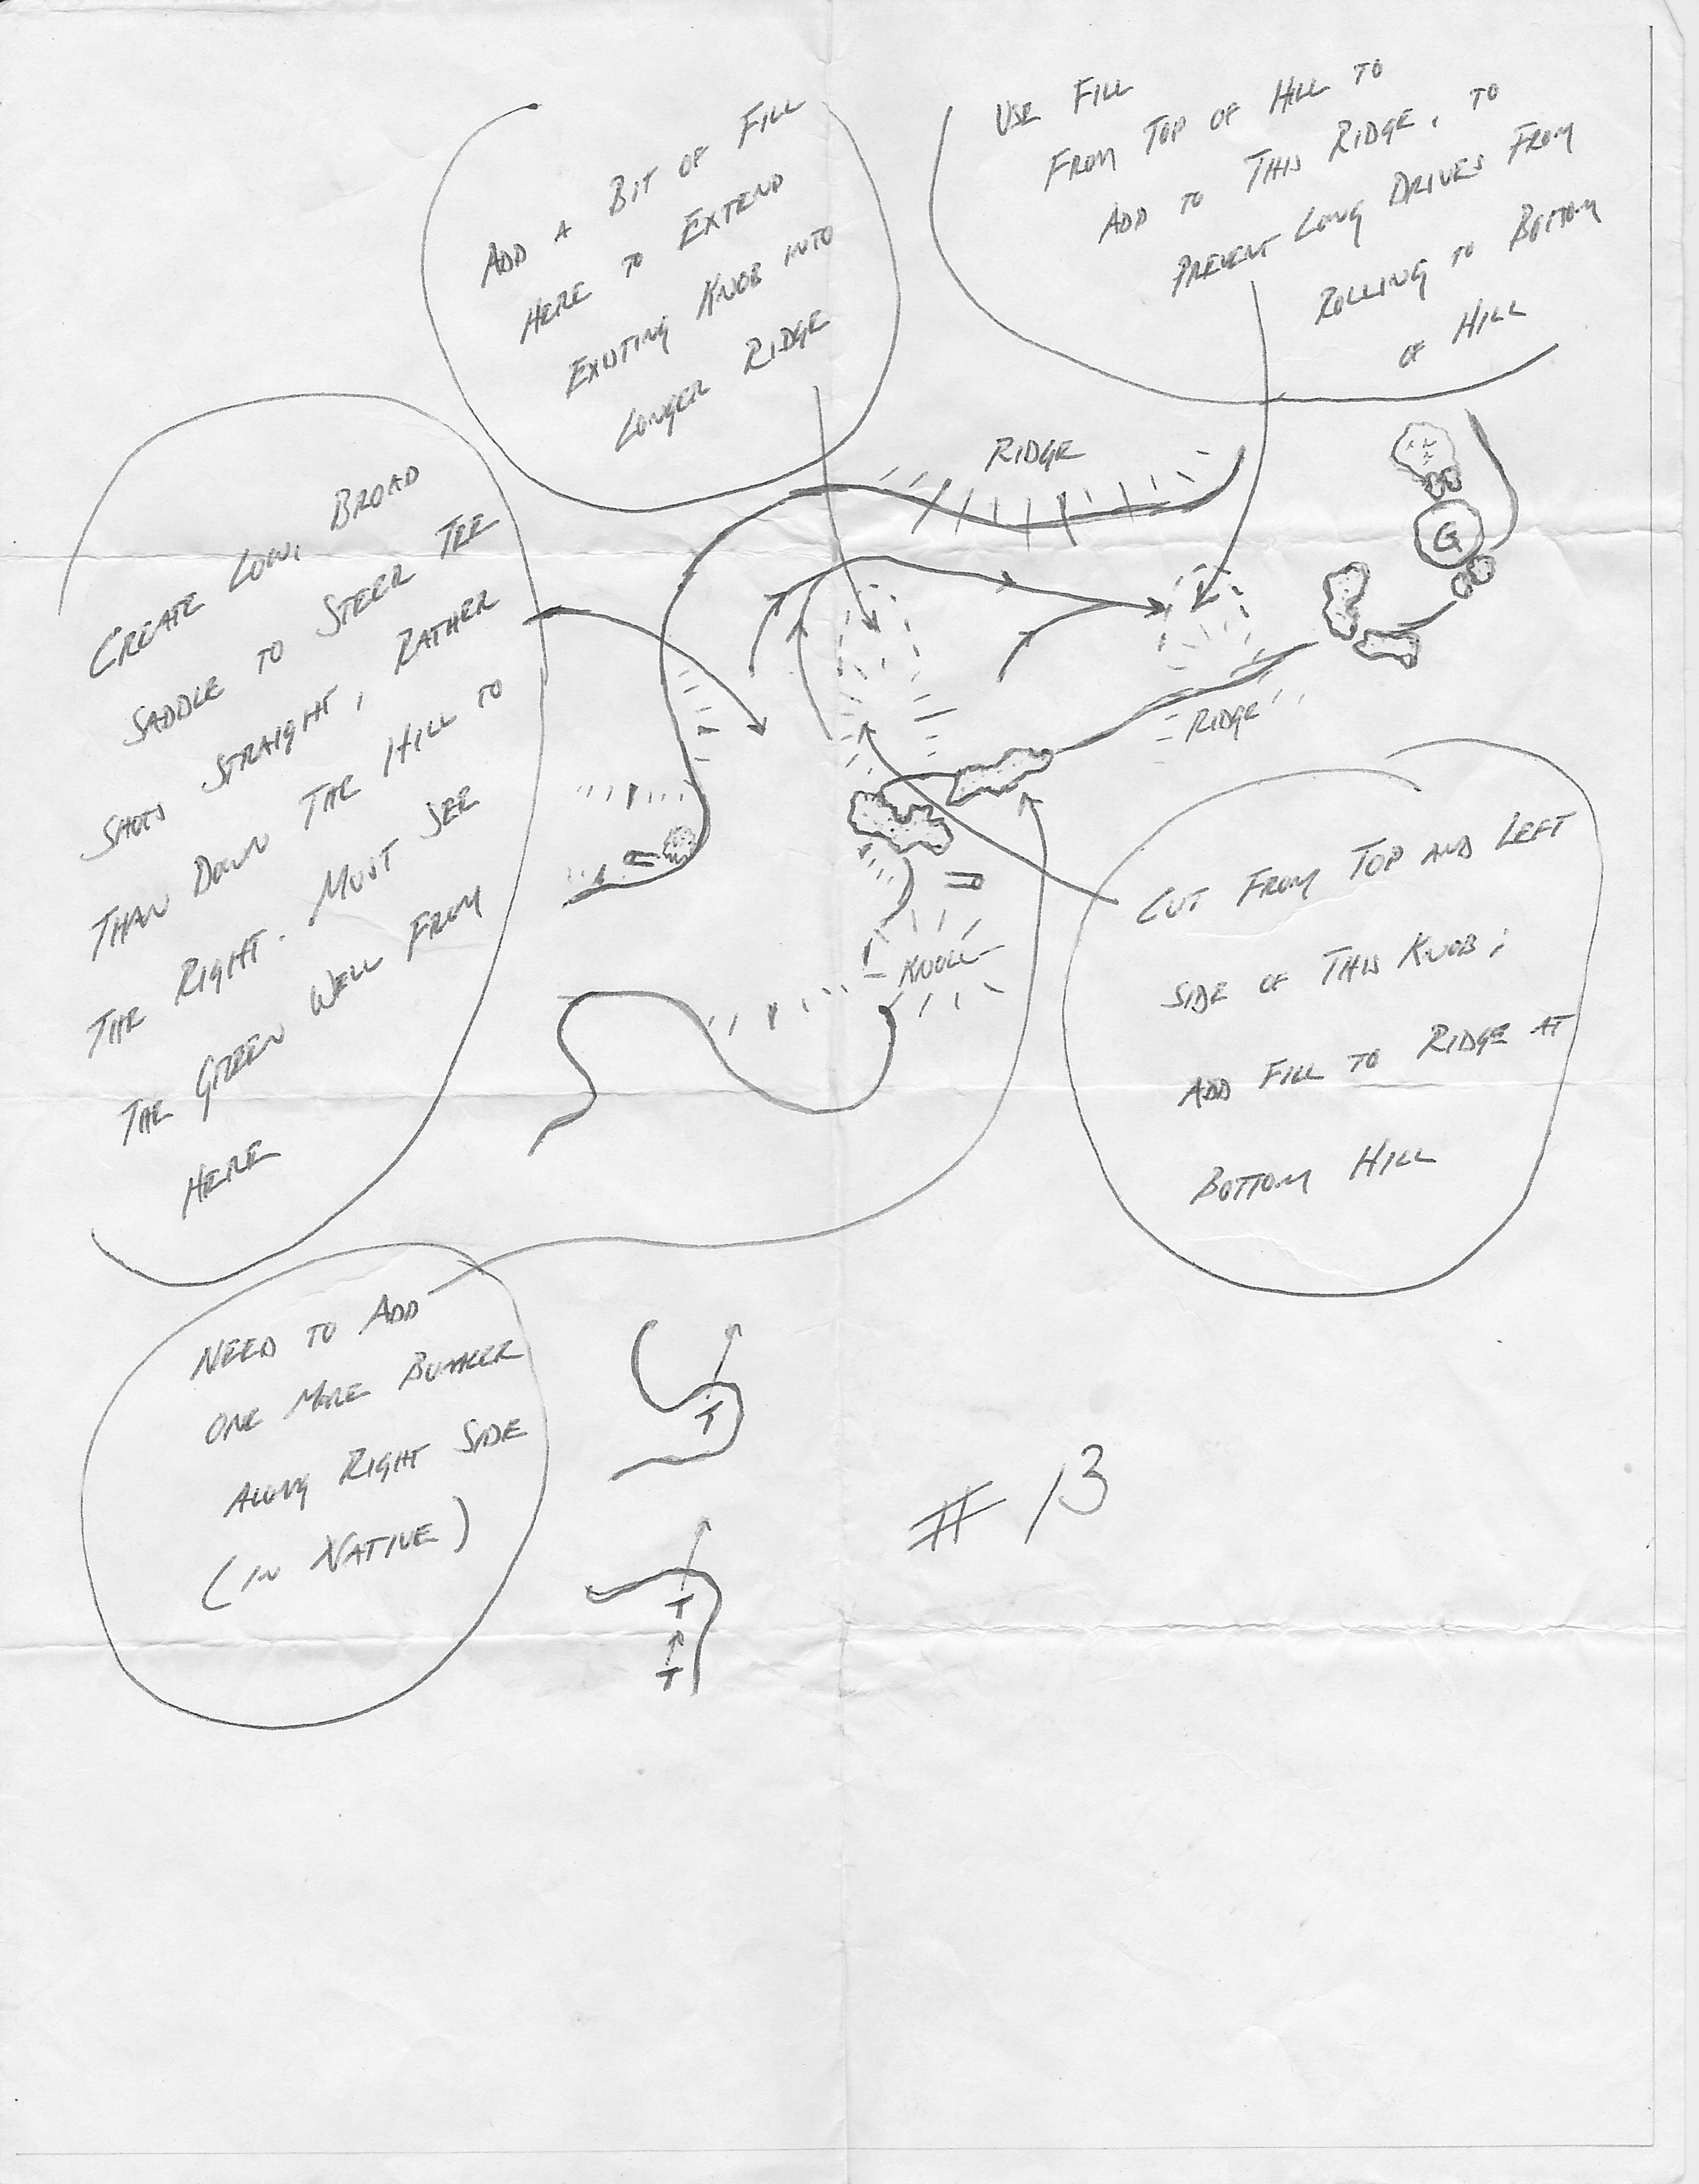 ADD A BIT OF FILL
HERE TO EXTEND
EXISTING KNOB INTO
LONGER RIDGE
USE FILL
FROM TOP OF HILL TO
ADD TO THIS RIDGE, TO
PREVENT LONG DRIVES FROM
ROLLING TO BOTTOM
OF HILL
RIDGE
G
CREATE LOW, BROAD
SADDLE TO STEER TEE
SHOTS STRAIGHT, RATHER
THAN DOWN THE HILL TO
THE RIGHT. MUST SEE
THE GREEN WELL FROM
HERE
RIDGE
KNOLL
CUT FROM TOP AND LEFT
SIDE OF THIS KNOB;
ADD FILL TO RIDGE AT
BOTTOM HILL
NEED TO ADD
ONE MORE BUNKER
ALONG RIGHT SIDE
(IN NATIVE)
T
T
T
# 13